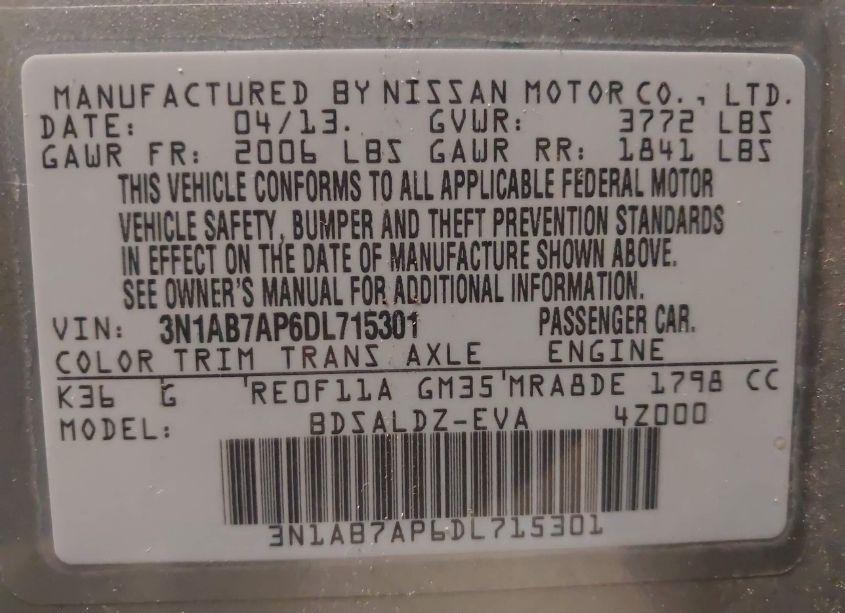 MANUFACTURED BY NISSAN MOTOR CO., LTD.
DATE: 04/13. GVWR: 3772 LBS
GAWR FR: 2006 LBS GAWR RR: 1841 LBS
THIS VEHICLE CONFORMS TO ALL APPLICABLE FEDERAL MOTOR
VEHICLE SAFETY, BUMPER AND THEFT PREVENTION STANDARDS
IN EFFECT ON THE DATE OF MANUFACTURE SHOWN ABOVE.
SEE OWNER'S MANUAL FOR ADDITIONAL INFORMATION.
VIN: 3N1AB7AP6DL715301 PASSENGER CAR.
COLOR TRIM TRANS AXLE ENGINE
K36 G RE0F11A GM35 MRA8DE 1798 CC
MODEL: BDSALDZ-EVA 4Z000
3N1AB7AP6DL715301